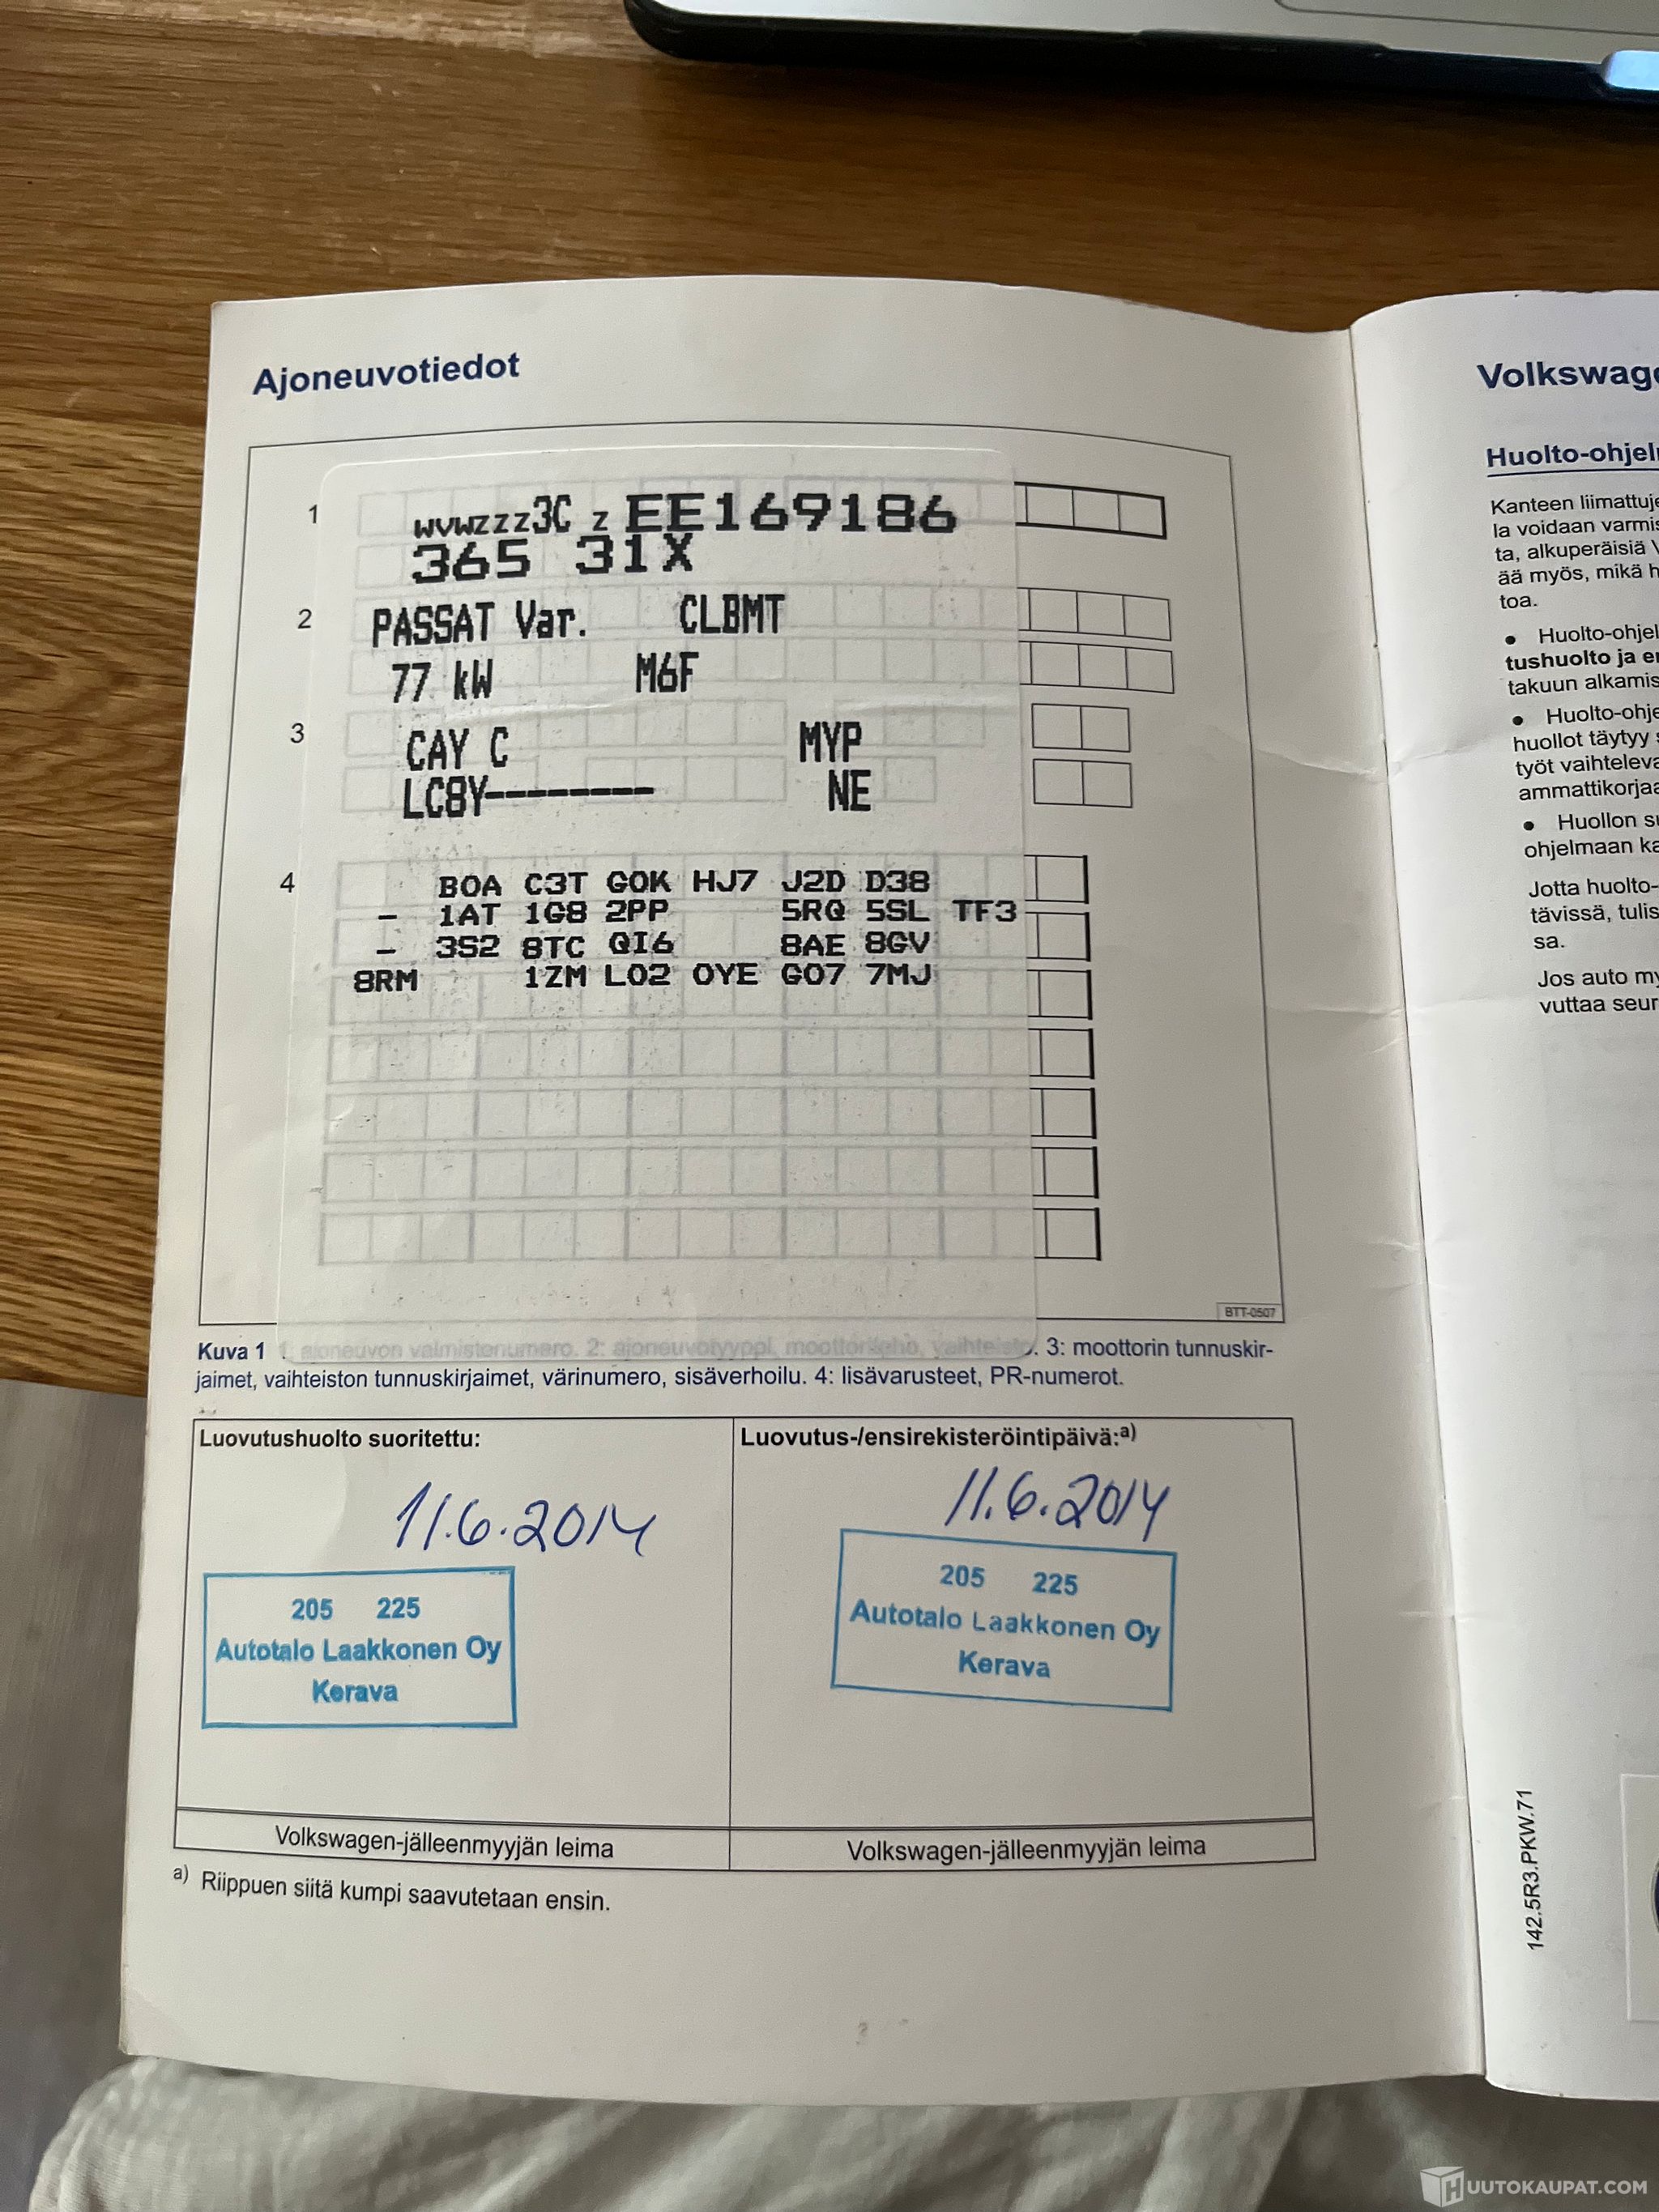 Ajoneuvotiedot
1
WVWZZZ3C Z EE169186
365 31X
2
PASSAT Var. CLBMT
77 kW M6F
3
CAY C MYP
LC8Y-------- NE
4
B0A C3T G0K HJ7 J2D D38
- 1AT 1G8 2PP 5RQ 5SL TF3
- 3S2 8TC QI6 8AE 8GV
8RM 1ZM L02 0YE G07 7MJ
BTT-0507
Kuva 1 1: ajoneuvon valmistenumero. 2: ajoneuvotyyppi, moottoriteho, vaihteisto. 3: moottorin tunnuskir-
jaimet, vaihteiston tunnuskirjaimet, värinumero, sisäverhoilu. 4: lisävarusteet, PR-numerot.
Luovutushuolto suoritettu:
11.6.2014
205 225
Autotalo Laakkonen Oy
Kerava
Volkswagen-jälleenmyyjän leima
Luovutus-/ensirekisteröintipäivä:a)
11.6.2014
205 225
Autotalo Laakkonen Oy
Kerava
Volkswagen-jälleenmyyjän leima
a) Riippuen siitä kumpi saavutetaan ensin.
Volkswag
Huolto-ohjel
Kanteen liimattuj
la voidaan varmis
ta, alkuperäisiä
ää myös, mikä h
toa.
• Huolto-ohjel
tushuolto ja e
takuun alkamis
• Huolto-ohje
huollot täytyy
työt vaihteleva
ammattikorjaa
• Huollon s
ohjelmaan ka
Jotta huolto-
tävissä, tulis
sa.
Jos auto my
vuttaa seur
142.5R3.PKW.71
HUUTOKAUPAT.COM